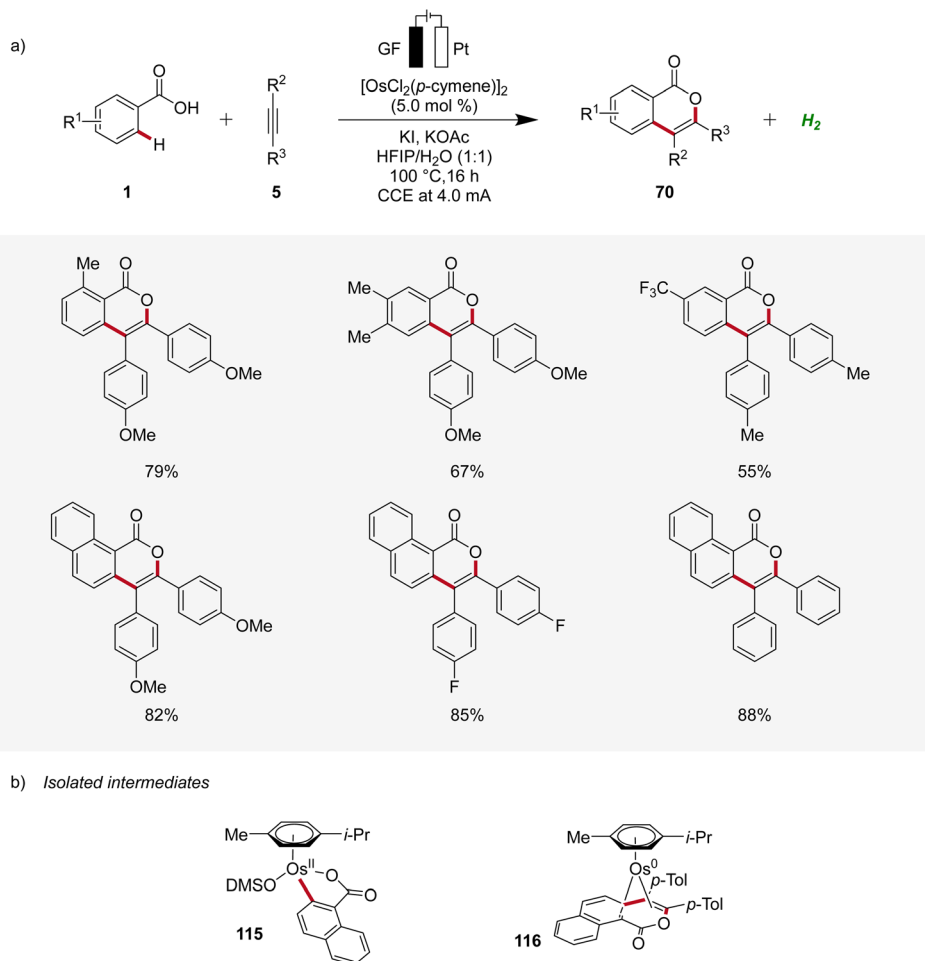 a)
GF Pt
[OsCl2(p-cymene)]2
(5.0 mol %)
KI, KOAc
HFIP/H2O (1:1)
100 °C,16 h
CCE at 4.0 mA
R1 O OH H
1
+
R2
R3
5
R1 O O R3 R2
70
+ H2
Me O O OMe OMe
79%
Me Me O O OMe OMe
67%
F3C O O Me Me
55%
O O OMe OMe
82%
O O F F
85%
O O
88%
b) Isolated intermediates
Me i-Pr
OsII O O
DMSO
115
Me i-Pr
Os0
p-Tol
p-Tol
O O
116